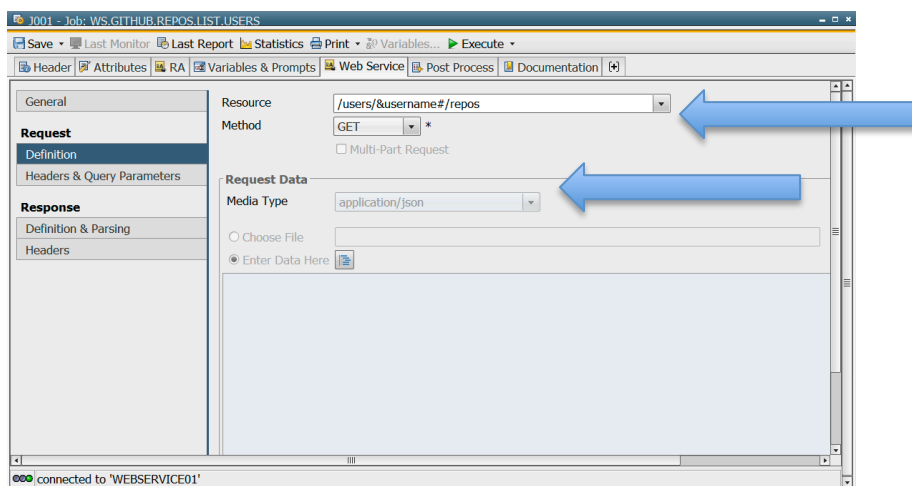 J001 - Job: WS.GITHUB.REPOS.LIST.USERS
Save Last Monitor Last Report Statistics Print Variables... Execute
Header Attributes RA Variables & Prompts Web Service Post Process Documentation [+]
General
Resource /users/&username#/repos
Method GET *
Request
Multi-Part Request
Definition
Headers & Query Parameters
Request Data
Media Type application/json
Response
Definition & Parsing
Headers
Choose File
Enter Data Here
connected to 'WEBSERVICE01'